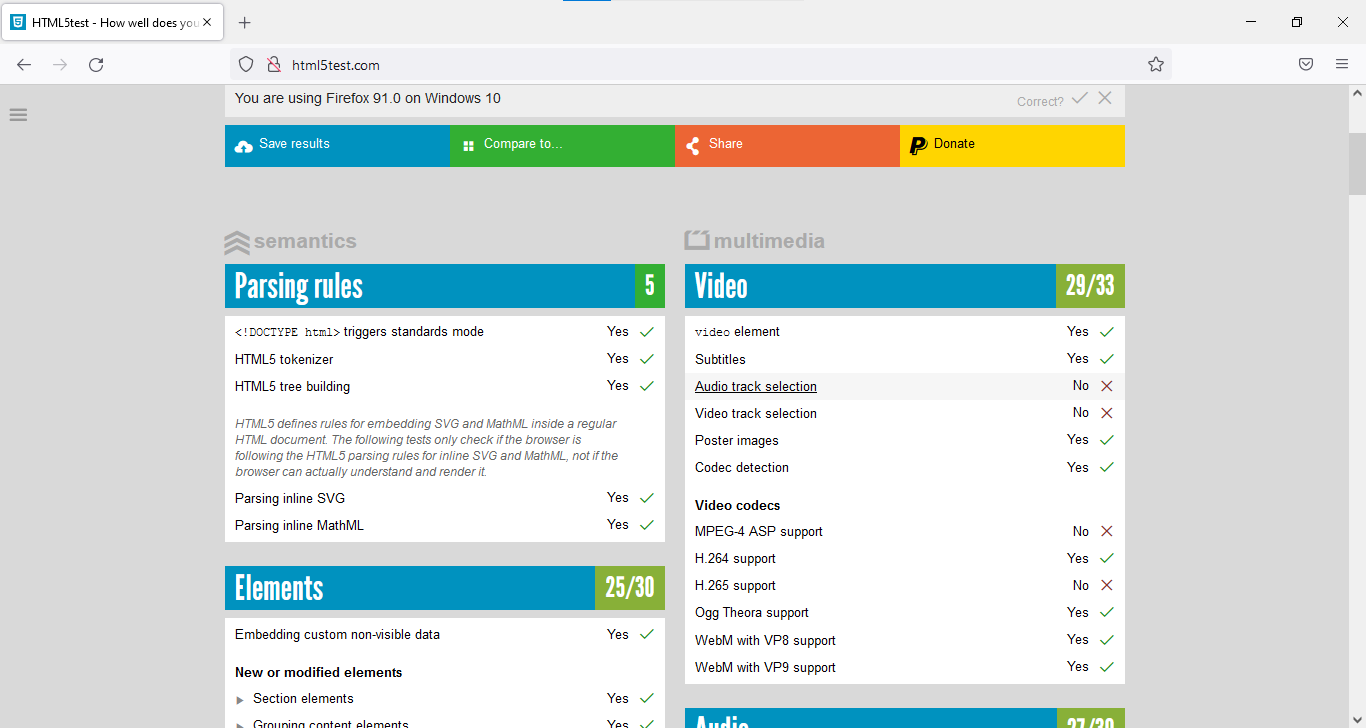 HTML5test - How well does you
html5test.com
You are using Firefox 91.0 on Windows 10
Correct?
Save results
Compare to...
Share
Donate
semantics
Parsing rules 5
<!DOCTYPE html> triggers standards mode Yes
HTML5 tokenizer Yes
HTML5 tree building Yes
HTML5 defines rules for embedding SVG and MathML inside a regular
HTML document. The following tests only check if the browser is
following the HTML5 parsing rules for inline SVG and MathML, not if the
browser can actually understand and render it.
Parsing inline SVG Yes
Parsing inline MathML Yes
Elements 25/30
Embedding custom non-visible data Yes
New or modified elements
Section elements Yes
Grouping content elements Yes
multimedia
Video 29/33
video element Yes
Subtitles Yes
Audio track selection No
Video track selection No
Poster images Yes
Codec detection Yes
Video codecs
MPEG-4 ASP support No
H.264 support Yes
H.265 support No
Ogg Theora support Yes
WebM with VP8 support Yes
WebM with VP9 support Yes
Audio 27/30